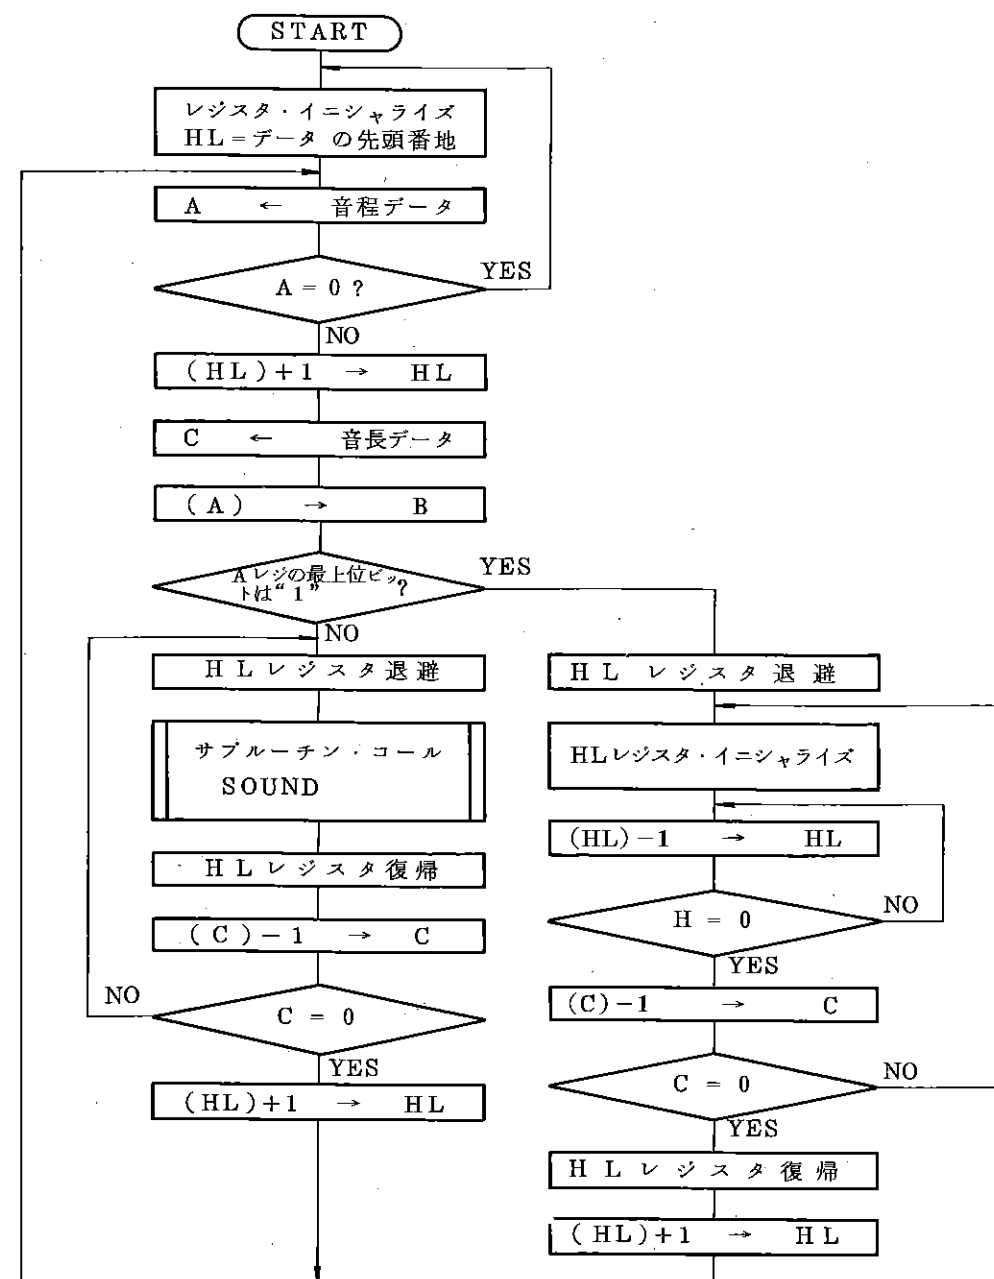 START
レジスタ・イニシャライズ
HL=データ の先頭番地
A ← 音程データ
A = 0 ?
YES
NO
(HL)+1 → HL
C ← 音長データ
(A) → B
Aレジの最上位ビッ
トは“1” ?
YES
NO
HLレジスタ退避
サブルーチン・コール
SOUND
HLレジスタ復帰
(C)−1 → C
C = 0
NO
YES
(HL)+1 → HL
HL レジスタ退避
HLレジスタ・イニシャライズ
(HL)−1 → HL
H = 0
NO
YES
(C)−1 → C
C = 0
NO
YES
HLレジスタ復帰
(HL)+1 → HL